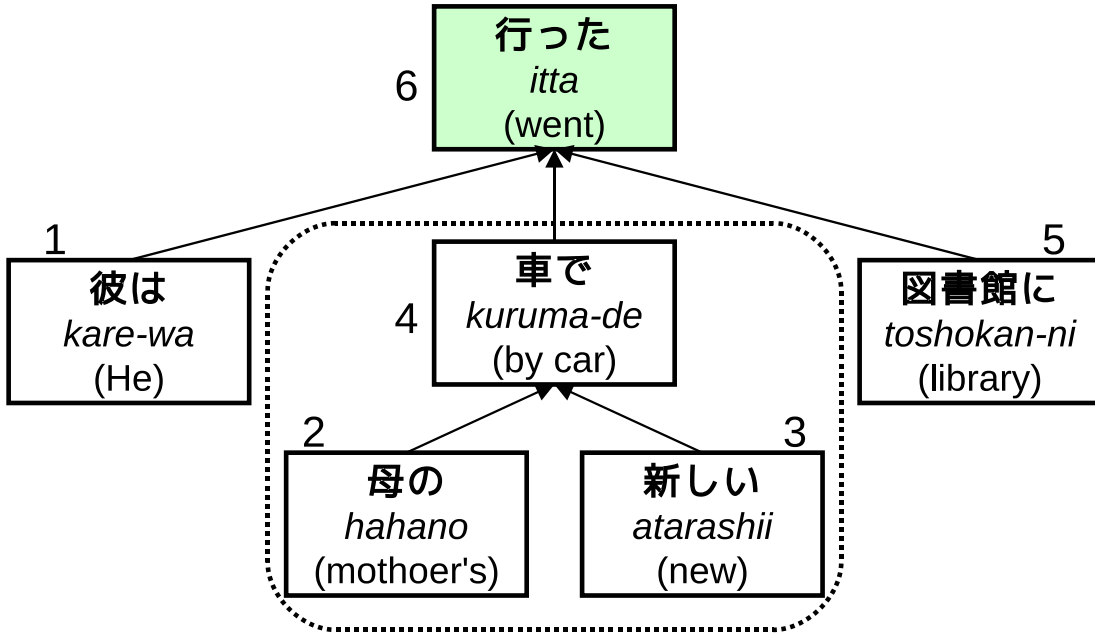 6
行った
itta
(went)
1
彼は
kare-wa
(He)
4
車で
kuruma-de
(by car)
5
図書館に
toshokan-ni
(library)
2
母の
hahano
(mothoer's)
3
新しい
atarashii
(new)